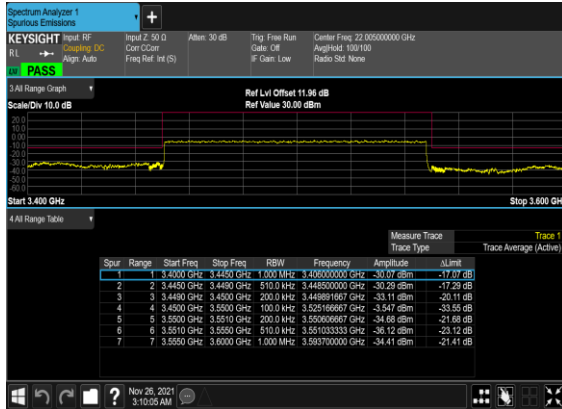 Spectrum Analyzer 1
Spurious Emissions
KEYSIGHT Input: RF Input Z: 50 Ω Atten: 30 dB Trig: Free Run Center Freq: 22.005000000 GHz
RL Coupling: DC Corr CCorr Gate: Off Avg|Hold: 100/100
Align: Auto Freq Ref: Int (S) IF Gain: Low Radio Std: None
PASS
3 All Range Graph
Ref Lvl Offset 11.96 dB
Scale/Div 10.0 dB Ref Value 30.00 dBm
20.0
10.0
0.00
-10.0
-20.0
-30.0
-40.0
-50.0
-60.0
Start 3.400 GHz Stop 3.600 GH
4 All Range Table
Measure Trace Trace 1
Trace Type Trace Average (Active)
Spur Range Start Freq Stop Freq RBW Frequency Amplitude ΔLimit
1 1 3.4000 GHz 3.4450 GHz 1.000 MHz 3.406000000 GHz -30.07 dBm -17.07 dB
2 2 3.4450 GHz 3.4490 GHz 510.0 kHz 3.448500000 GHz -30.29 dBm -17.29 dB
3 3 3.4490 GHz 3.4500 GHz 200.0 kHz 3.449891667 GHz -33.11 dBm -20.11 dB
4 4 3.4500 GHz 3.5500 GHz 100.0 kHz 3.525166667 GHz -3.547 dBm -33.55 dB
5 5 3.5500 GHz 3.5510 GHz 200.0 kHz 3.550606667 GHz -34.68 dBm -21.68 dB
6 6 3.5510 GHz 3.5550 GHz 510.0 kHz 3.551033333 GHz -36.12 dBm -23.12 dB
7 7 3.5550 GHz 3.6000 GHz 1.000 MHz 3.593700000 GHz -34.41 dBm -21.41 dB
? Nov 26, 2021
3:10:05 AM